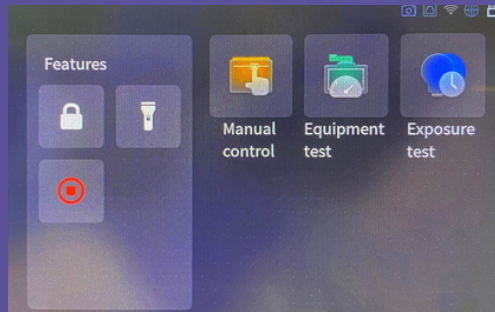 Features
Manual
control
Equipment
test
Exposure
test